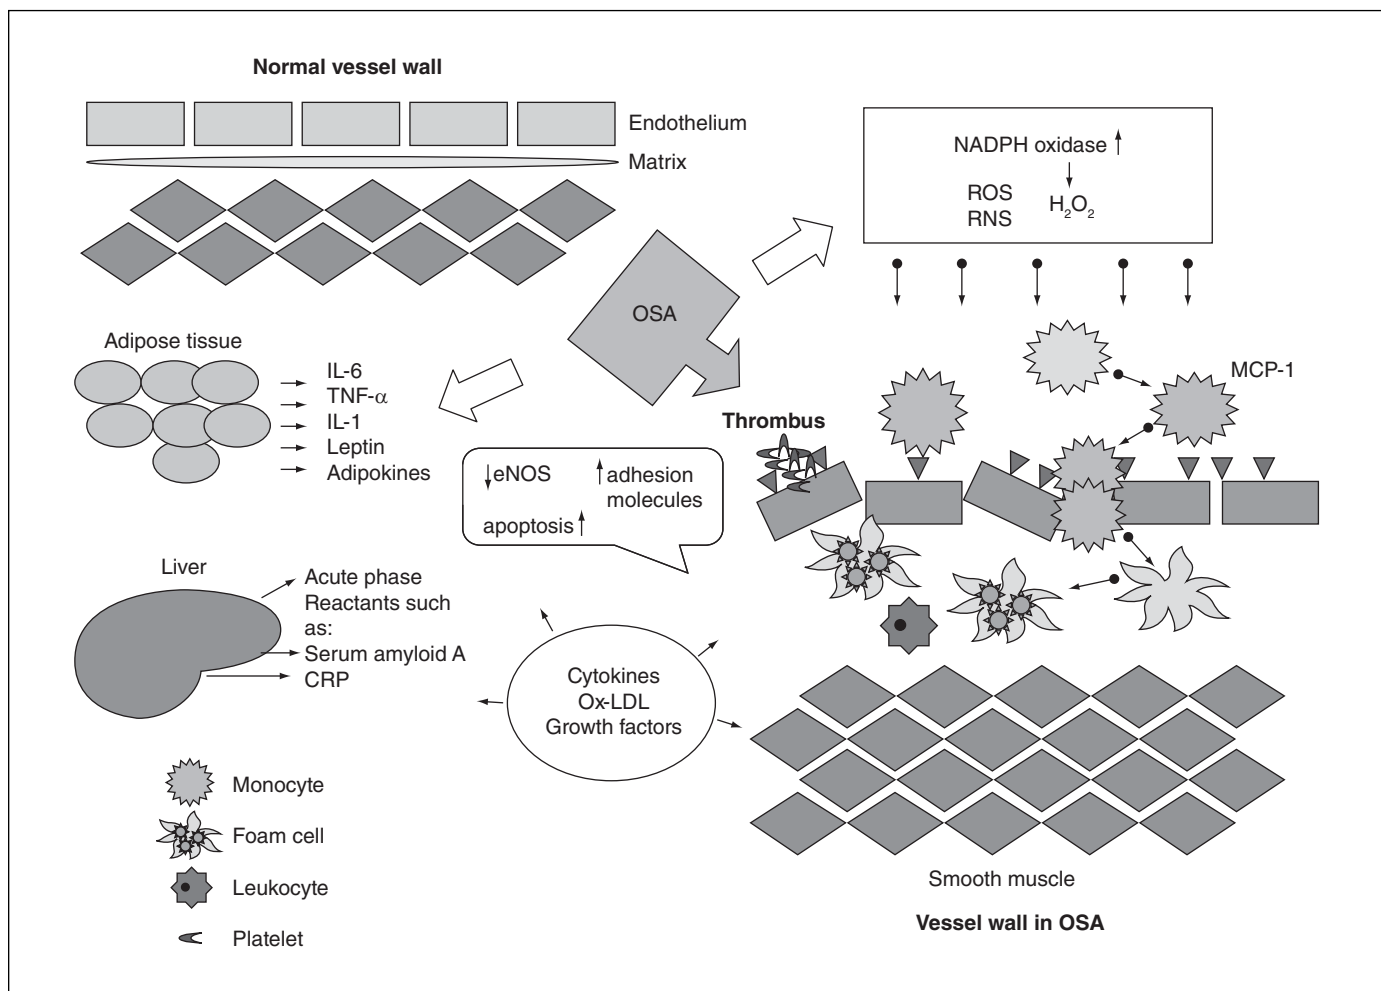 Normal vessel wall
Endothelium
Matrix
NADPH oxidase
ROS
RNS
H₂O₂
OSA
Adipose tissue
IL-6
TNF-α
IL-1
Leptin
Adipokines
MCP-1
Thrombus
eNOS
adhesion
molecules
apoptosis
Liver
Acute phase
Reactants such
as:
Serum amyloid A
CRP
Cytokines
Ox-LDL
Growth factors
Monocyte
Foam cell
Leukocyte
Platelet
Smooth muscle
Vessel wall in OSA